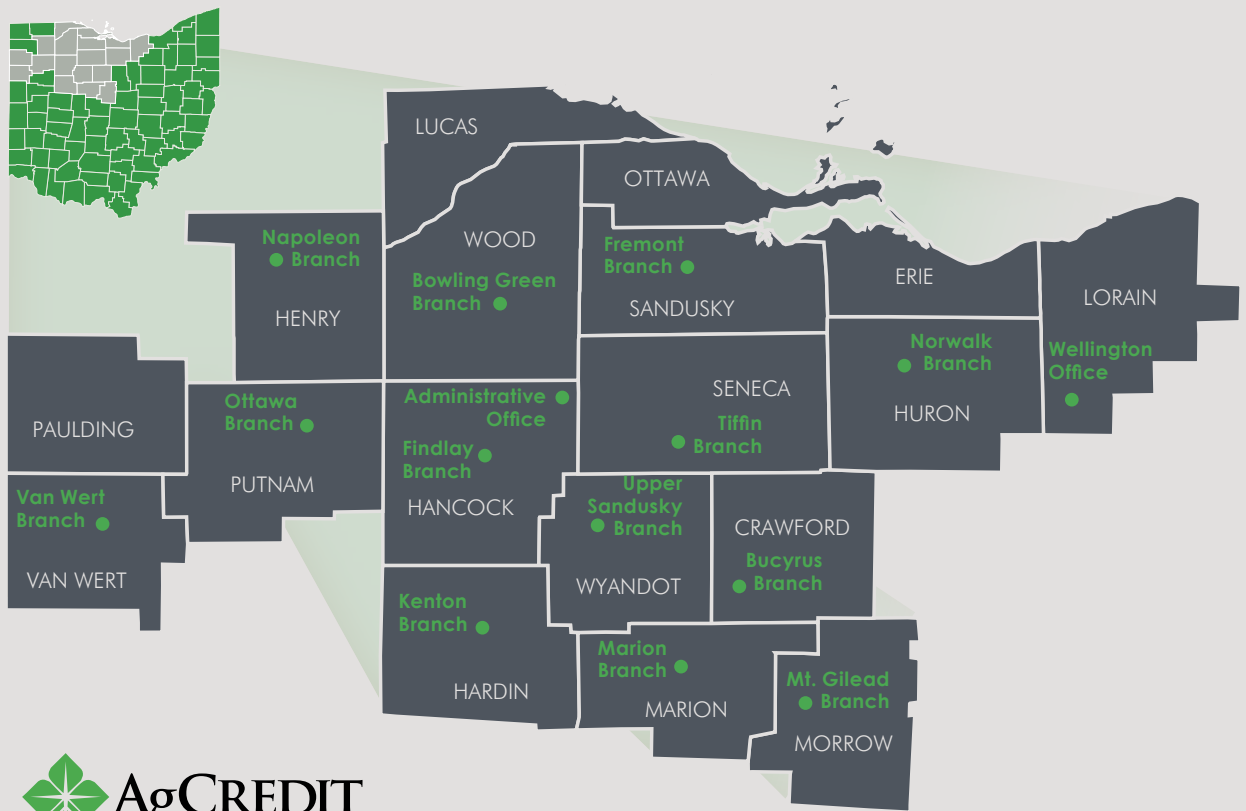 LUCAS
OTTAWA
Napoleon
Branch
HENRY
WOOD
Bowling Green
Branch
Fremont
Branch
SANDUSKY
ERIE
LORAIN
Norwalk
Branch
HURON
Wellington
Office
PAULDING
Ottawa
Branch
PUTNAM
Administrative
Office
Findlay
Branch
HANCOCK
SENECA
Tiffin
Branch
Van Wert
Branch
VAN WERT
Upper
Sandusky
Branch
WYANDOT
CRAWFORD
Bucyrus
Branch
Kenton
Branch
HARDIN
Marion
Branch
MARION
Mt. Gilead
Branch
MORROW
AGCREDIT